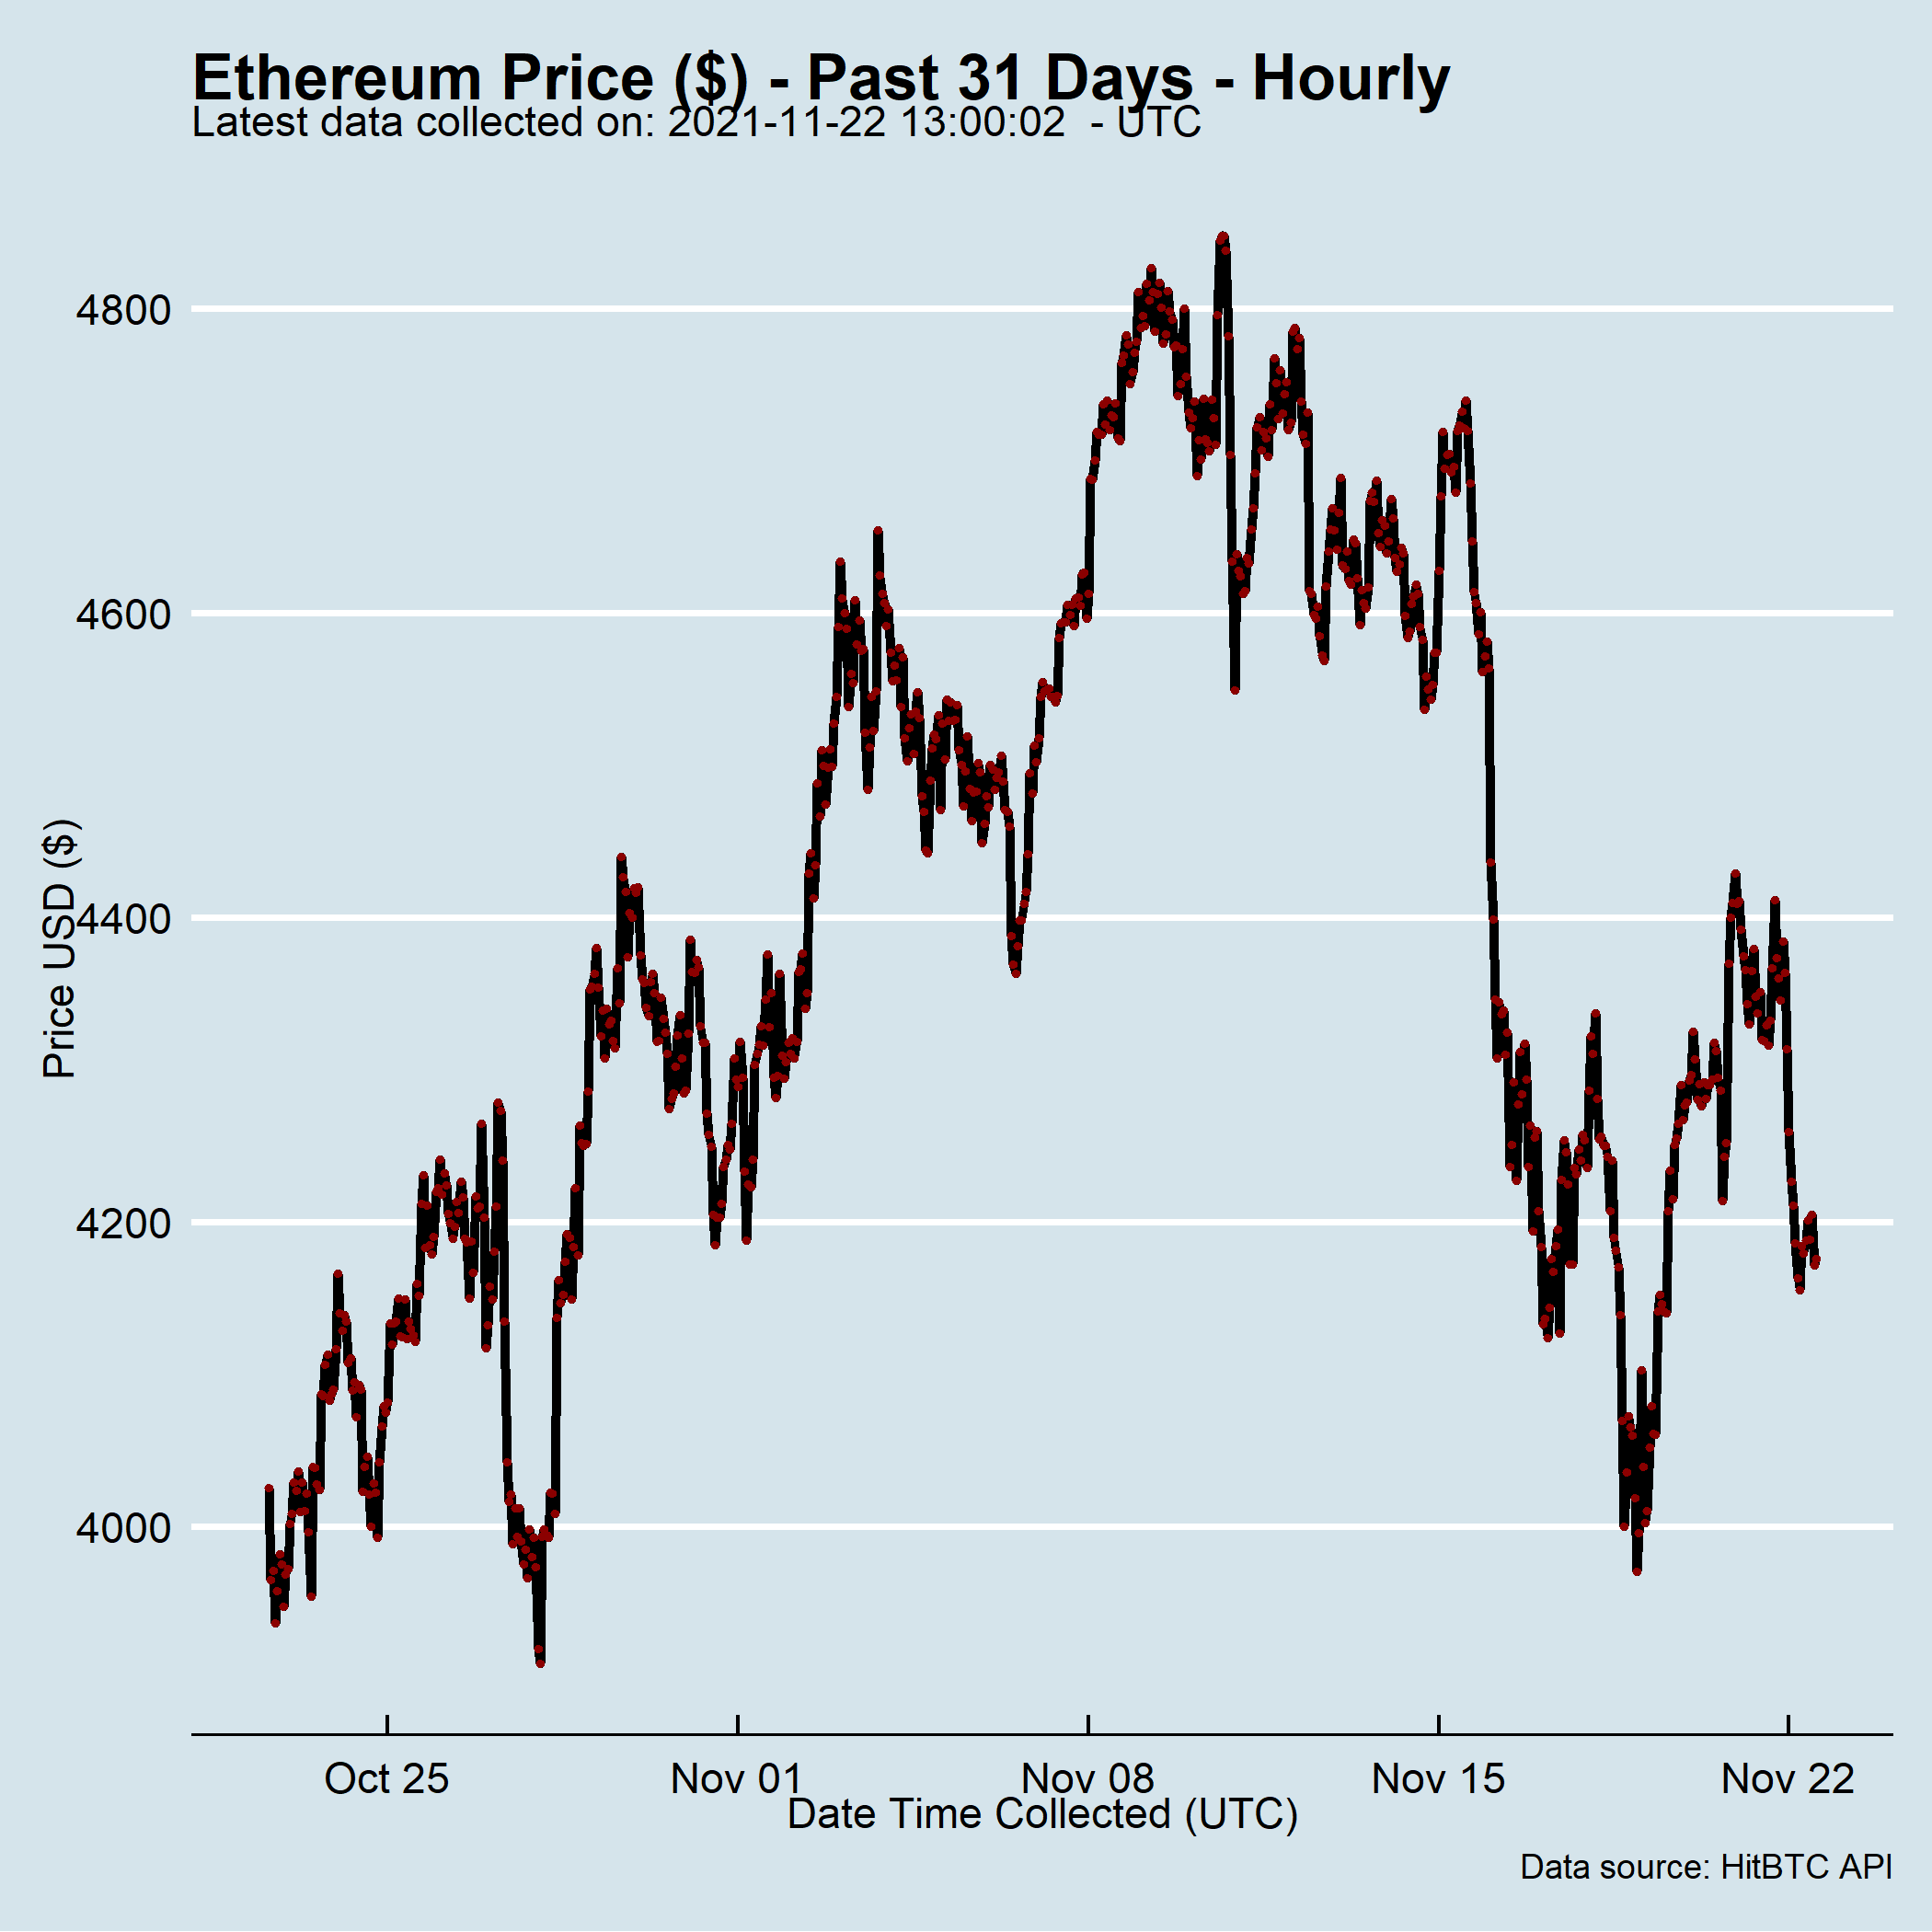 Ethereum Price ($) - Past 31 Days - Hourly
Latest data collected on: 2021-11-22 13:00:02  - UTC
Price USD ($)
4800
4600
4400
4200
4000
Oct 25 Nov 01 Nov 08 Nov 15 Nov 22
Date Time Collected (UTC)
Data source: HitBTC API